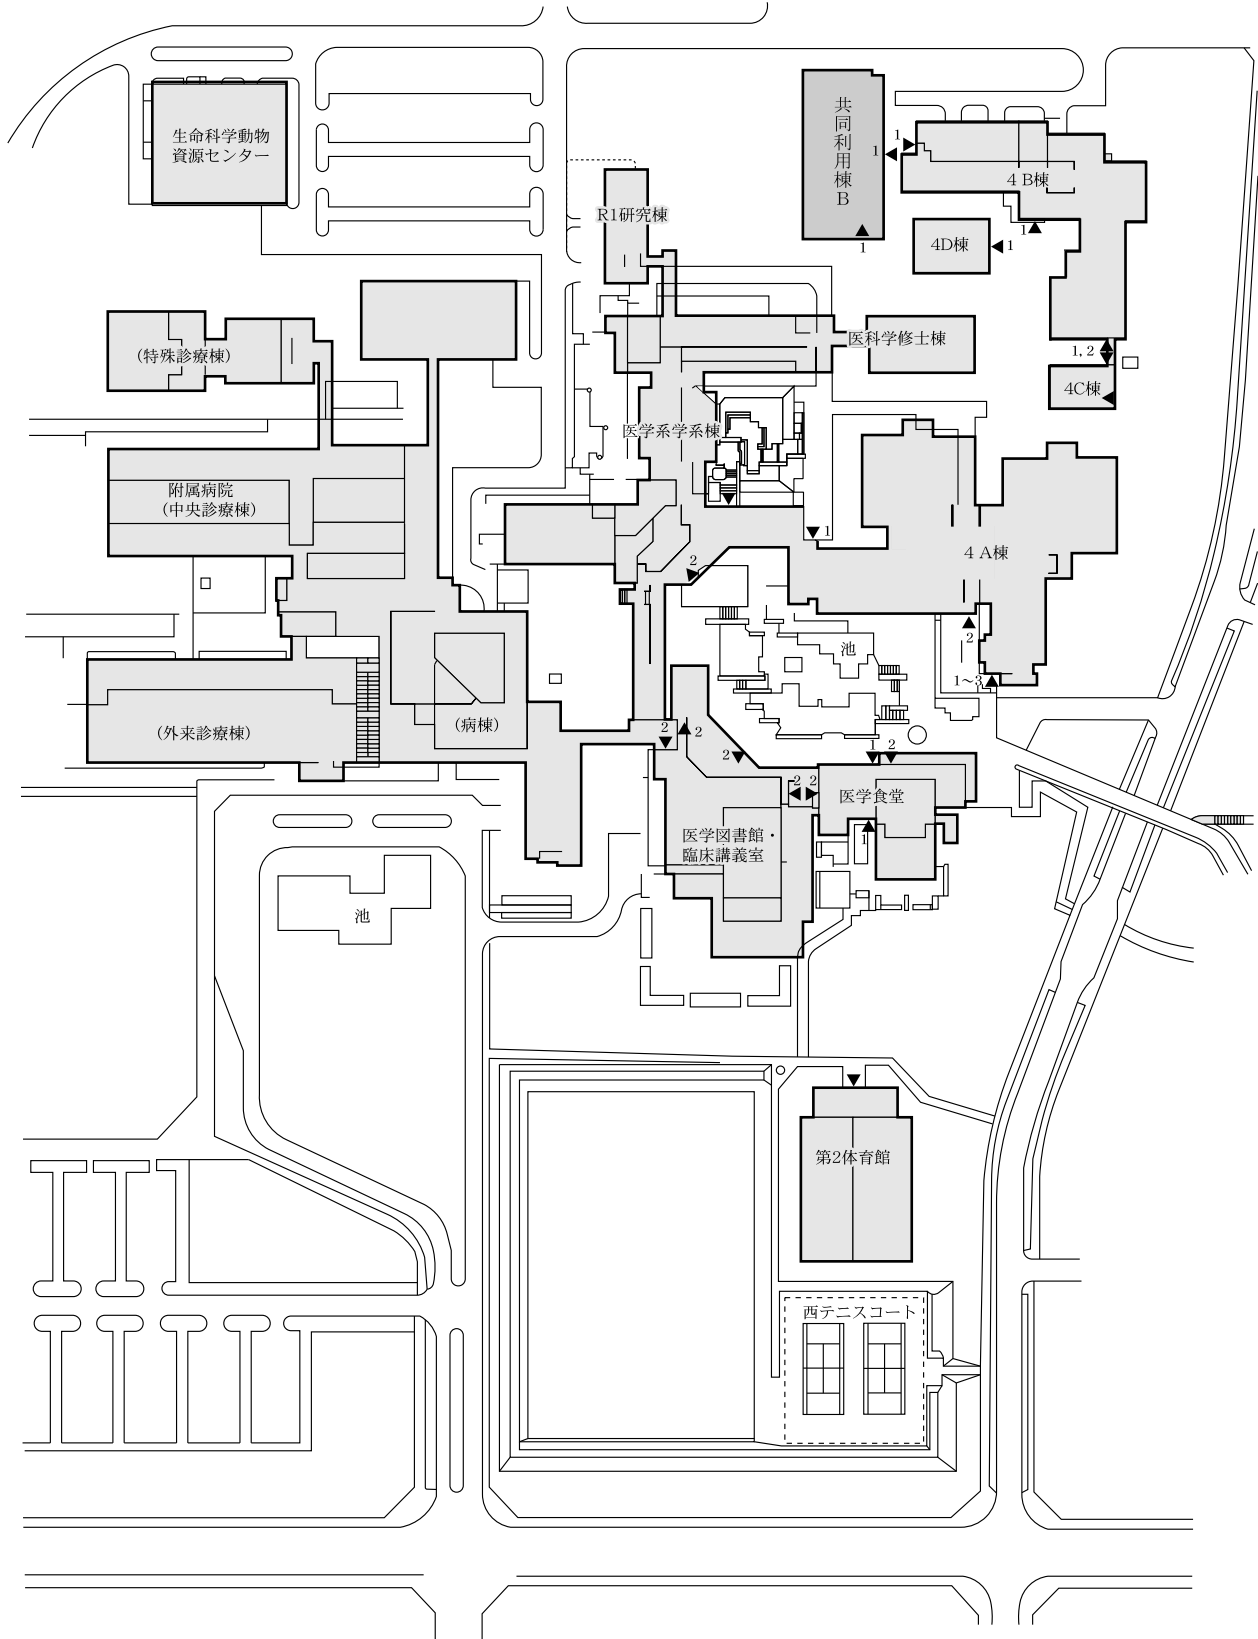 生命科学動物
資源センター
共同利用棟B
1
1
4 B棟
R1研究棟
1
4D棟
1
1
医科学修士棟
(特殊診療棟)
1, 2
4C棟
医学系学系棟
附属病院
(中央診療棟)
1
4 A棟
2
2
池
1～3
(外来診療棟)
(病棟)
2
2
2
1
2
2
2
医学食堂
1
医学図書館・
臨床講義室
池
第2体育館
西テニスコート